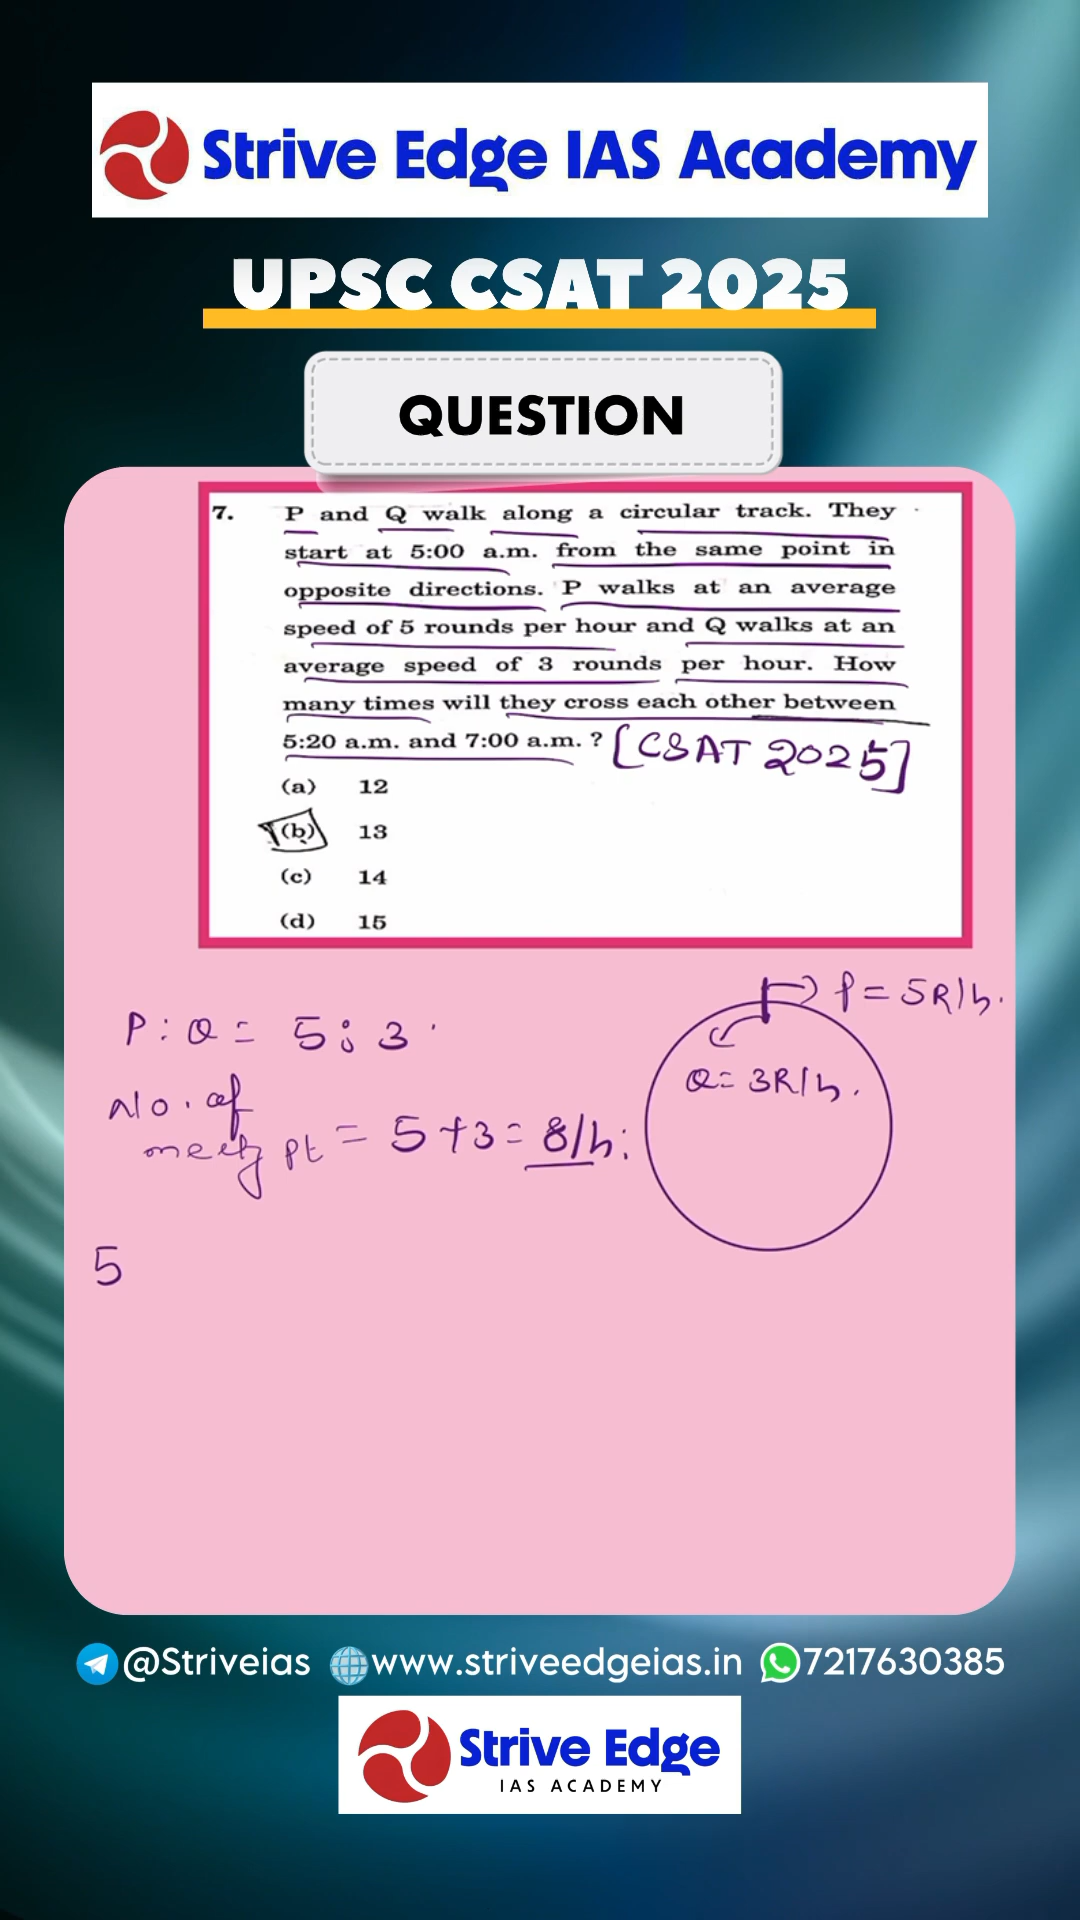 Strive Edge IAS Academy
UPSC CSAT 2025
QUESTION
7. P and Q walk along a circular track. They
start at 5:00 a.m. from the same point in
opposite directions. P walks at an average
speed of 5 rounds per hour and Q walks at an
average speed of 3 rounds per hour. How
many times will they cross each other between
5:20 a.m. and 7:00 a.m. ? [CSAT 2025]
(a) 12
(b) 13
(c) 14
(d) 15
P = 5R/h.
Q = 3R/h.
P : Q = 5 : 3
No. of
pt = 5+3 = 8/h
5
@Striveias www.striveedgeias.in 7217630385
Strive Edge
IAS ACADEMY